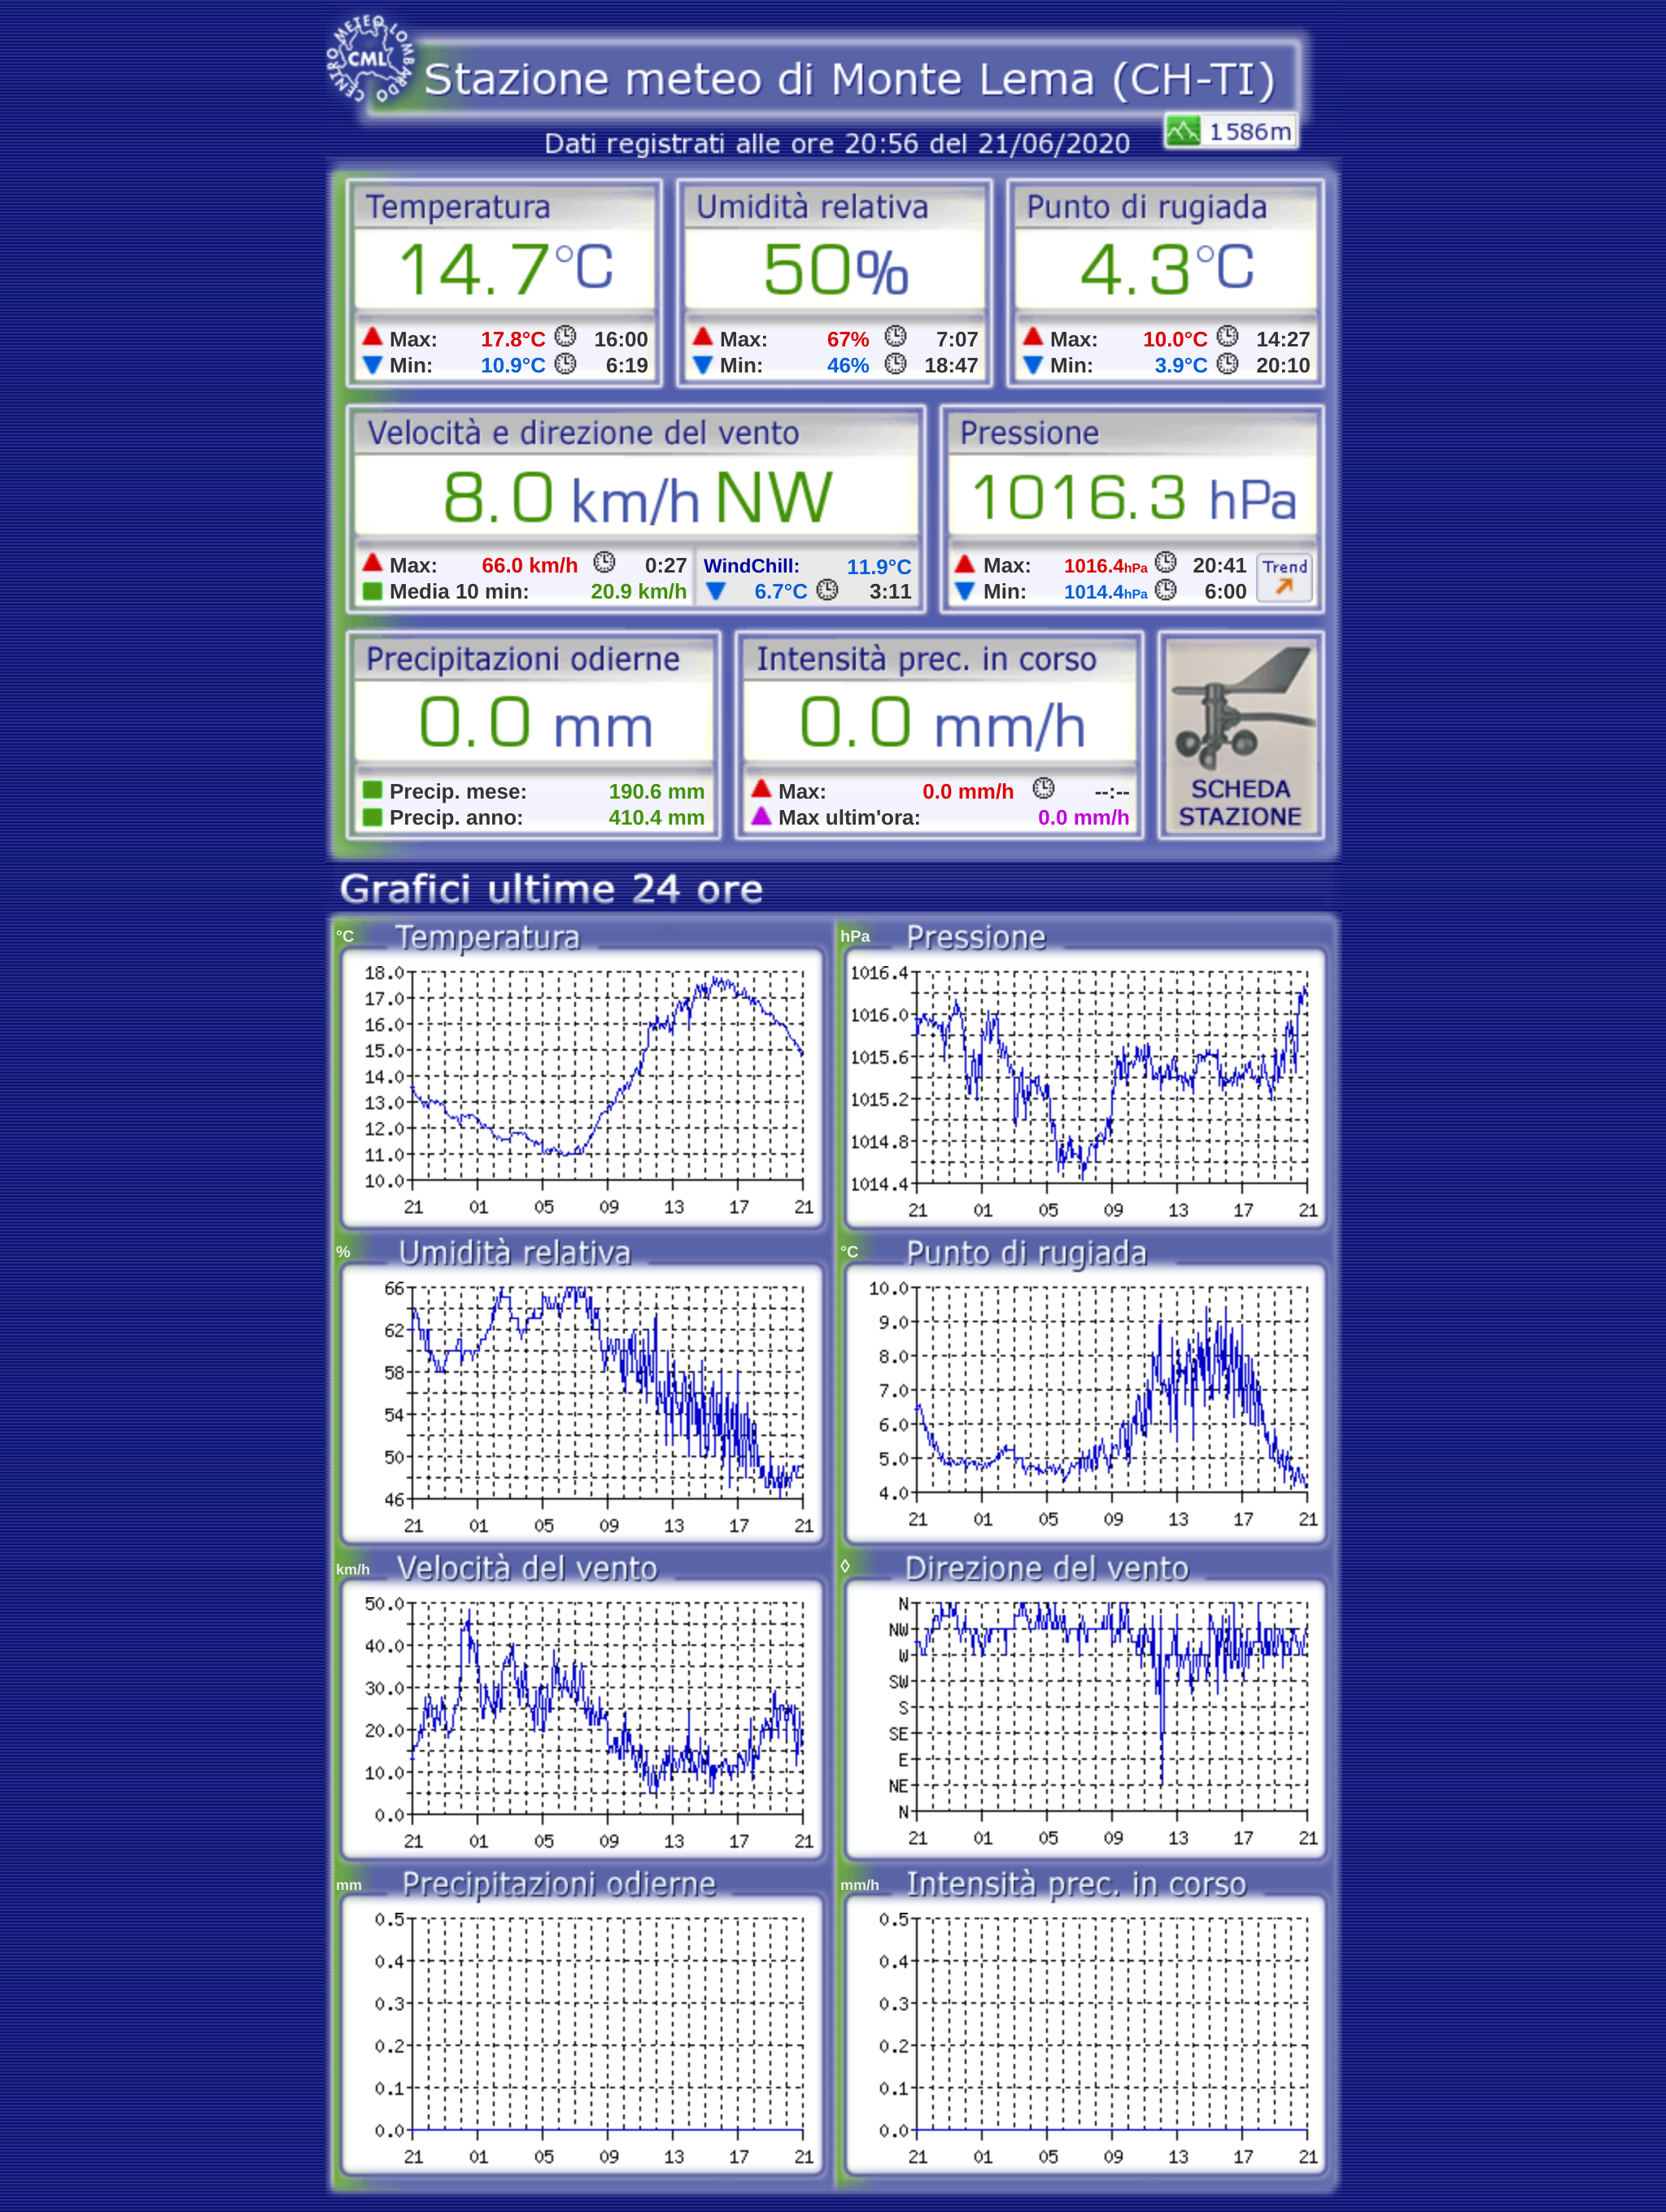 CENTRO METEO LOMBARDO
CML
Stazione meteo di Monte Lema (CH-TI)
1586m
Dati registrati alle ore 20:56 del 21/06/2020
Temperatura
14.7°C
Max: 17.8°C 16:00
Min: 10.9°C 6:19
Umidità relativa
50%
Max: 67% 7:07
Min: 46% 18:47
Punto di rugiada
4.3°C
Max: 10.0°C 14:27
Min: 3.9°C 20:10
Velocità e direzione del vento
8.0 km/h NW
Max: 66.0 km/h 0:27
Media 10 min: 20.9 km/h
WindChill: 11.9°C
6.7°C 3:11
Pressione
1016.3 hPa
Max: 1016.4hPa 20:41
Min: 1014.4hPa 6:00
Trend
Precipitazioni odierne
0.0 mm
Precip. mese: 190.6 mm
Precip. anno: 410.4 mm
Intensità prec. in corso
0.0 mm/h
Max: 0.0 mm/h --:--
Max ultim'ora: 0.0 mm/h
SCHEDA
STAZIONE
Grafici ultime 24 ore
°C Temperatura
18.0
17.0
16.0
15.0
14.0
13.0
12.0
11.0
10.0
21 01 05 09 13 17 21
hPa Pressione
1016.4
1016.0
1015.6
1015.2
1014.8
1014.4
21 01 05 09 13 17 21
% Umidità relativa
66
62
58
54
50
46
21 01 05 09 13 17 21
°C Punto di rugiada
10.0
9.0
8.0
7.0
6.0
5.0
4.0
21 01 05 09 13 17 21
km/h Velocità del vento
50.0
40.0
30.0
20.0
10.0
0.0
21 01 05 09 13 17 21
◊ Direzione del vento
N
NW
W
SW
S
SE
E
NE
N
21 01 05 09 13 17 21
mm Precipitazioni odierne
0.5
0.4
0.3
0.2
0.1
0.0
21 01 05 09 13 17 21
mm/h Intensità prec. in corso
0.5
0.4
0.3
0.2
0.1
0.0
21 01 05 09 13 17 21